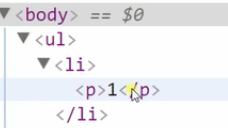 ▼<body> == $0
▼<ul>
▼<li>
<p>1</p>
</li>